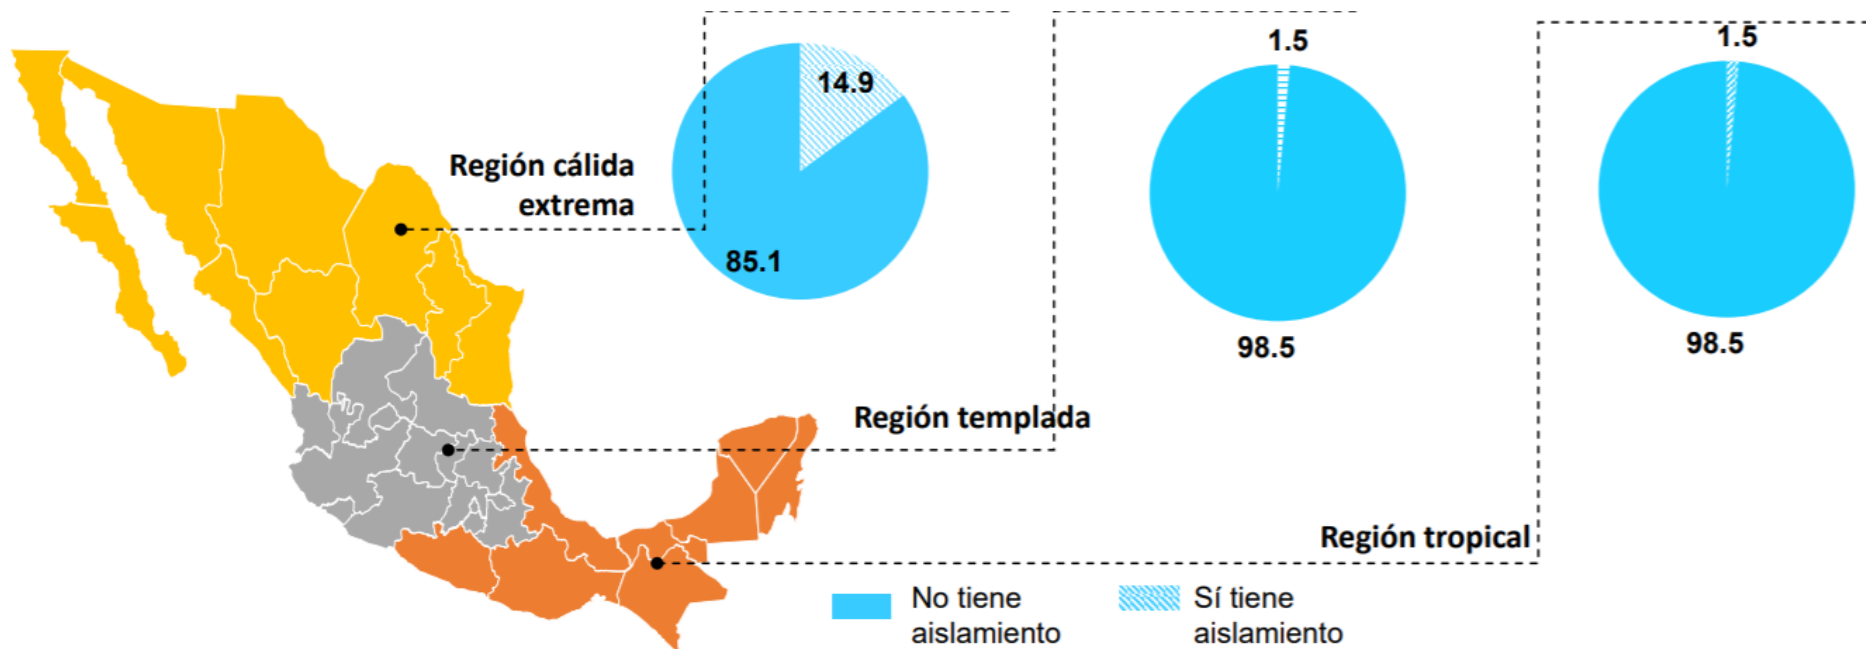 Región cálida
extrema
14.9
85.1
1.5
98.5
1.5
98.5
Región templada
Región tropical
No tiene
aislamiento
Sí tiene
aislamiento